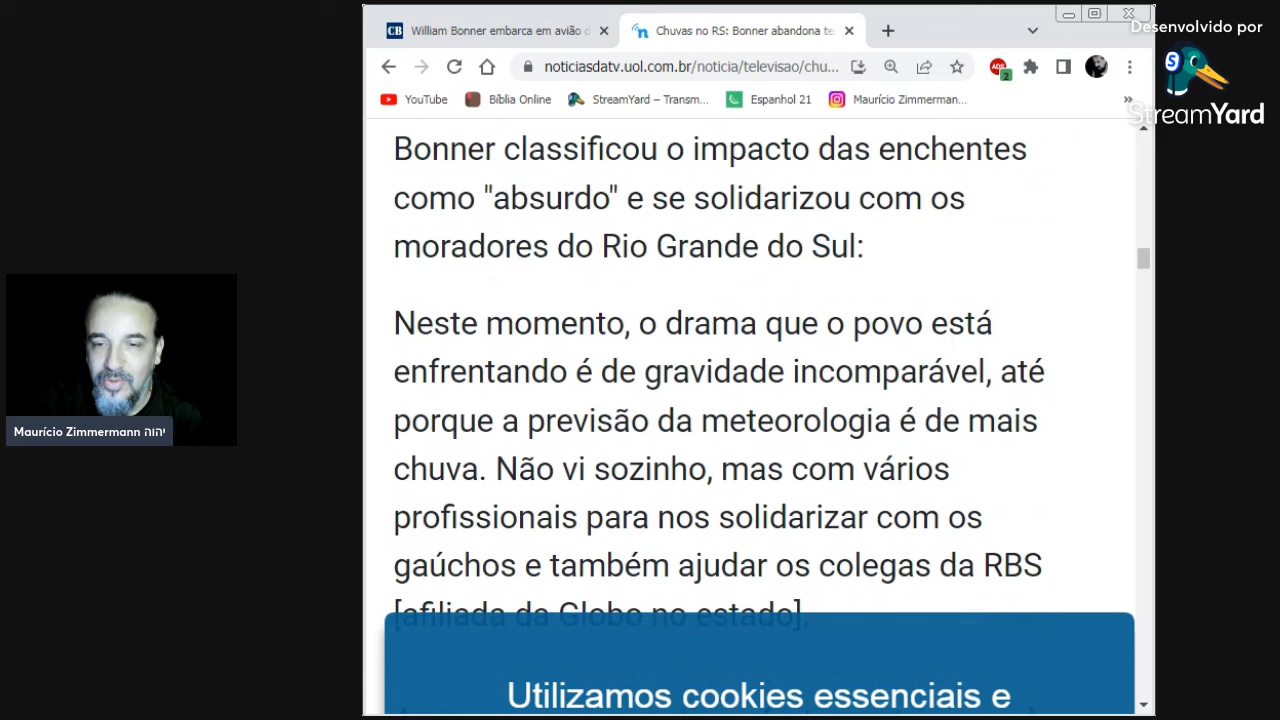 William Bonner embarca em avião d
Chuvas no RS: Bonner abandona te
Desenvolvido por
StreamYard
noticiasdatv.uol.com.br/noticia/televisao/chu...
ADS
2
YouTube
Bíblia Online
StreamYard – Transm...
Espanhol 21
Maurício Zimmerman...
»
Bonner classificou o impacto das enchentes
como "absurdo" e se solidarizou com os
moradores do Rio Grande do Sul:
Neste momento, o drama que o povo está
enfrentando é de gravidade incomparável, até
porque a previsão da meteorologia é de mais
chuva. Não vi sozinho, mas com vários
profissionais para nos solidarizar com os
gaúchos e também ajudar os colegas da RBS
[afiliada da Globo no estado].
Utilizamos cookies essenciais e
Maurício Zimmermann יהוה